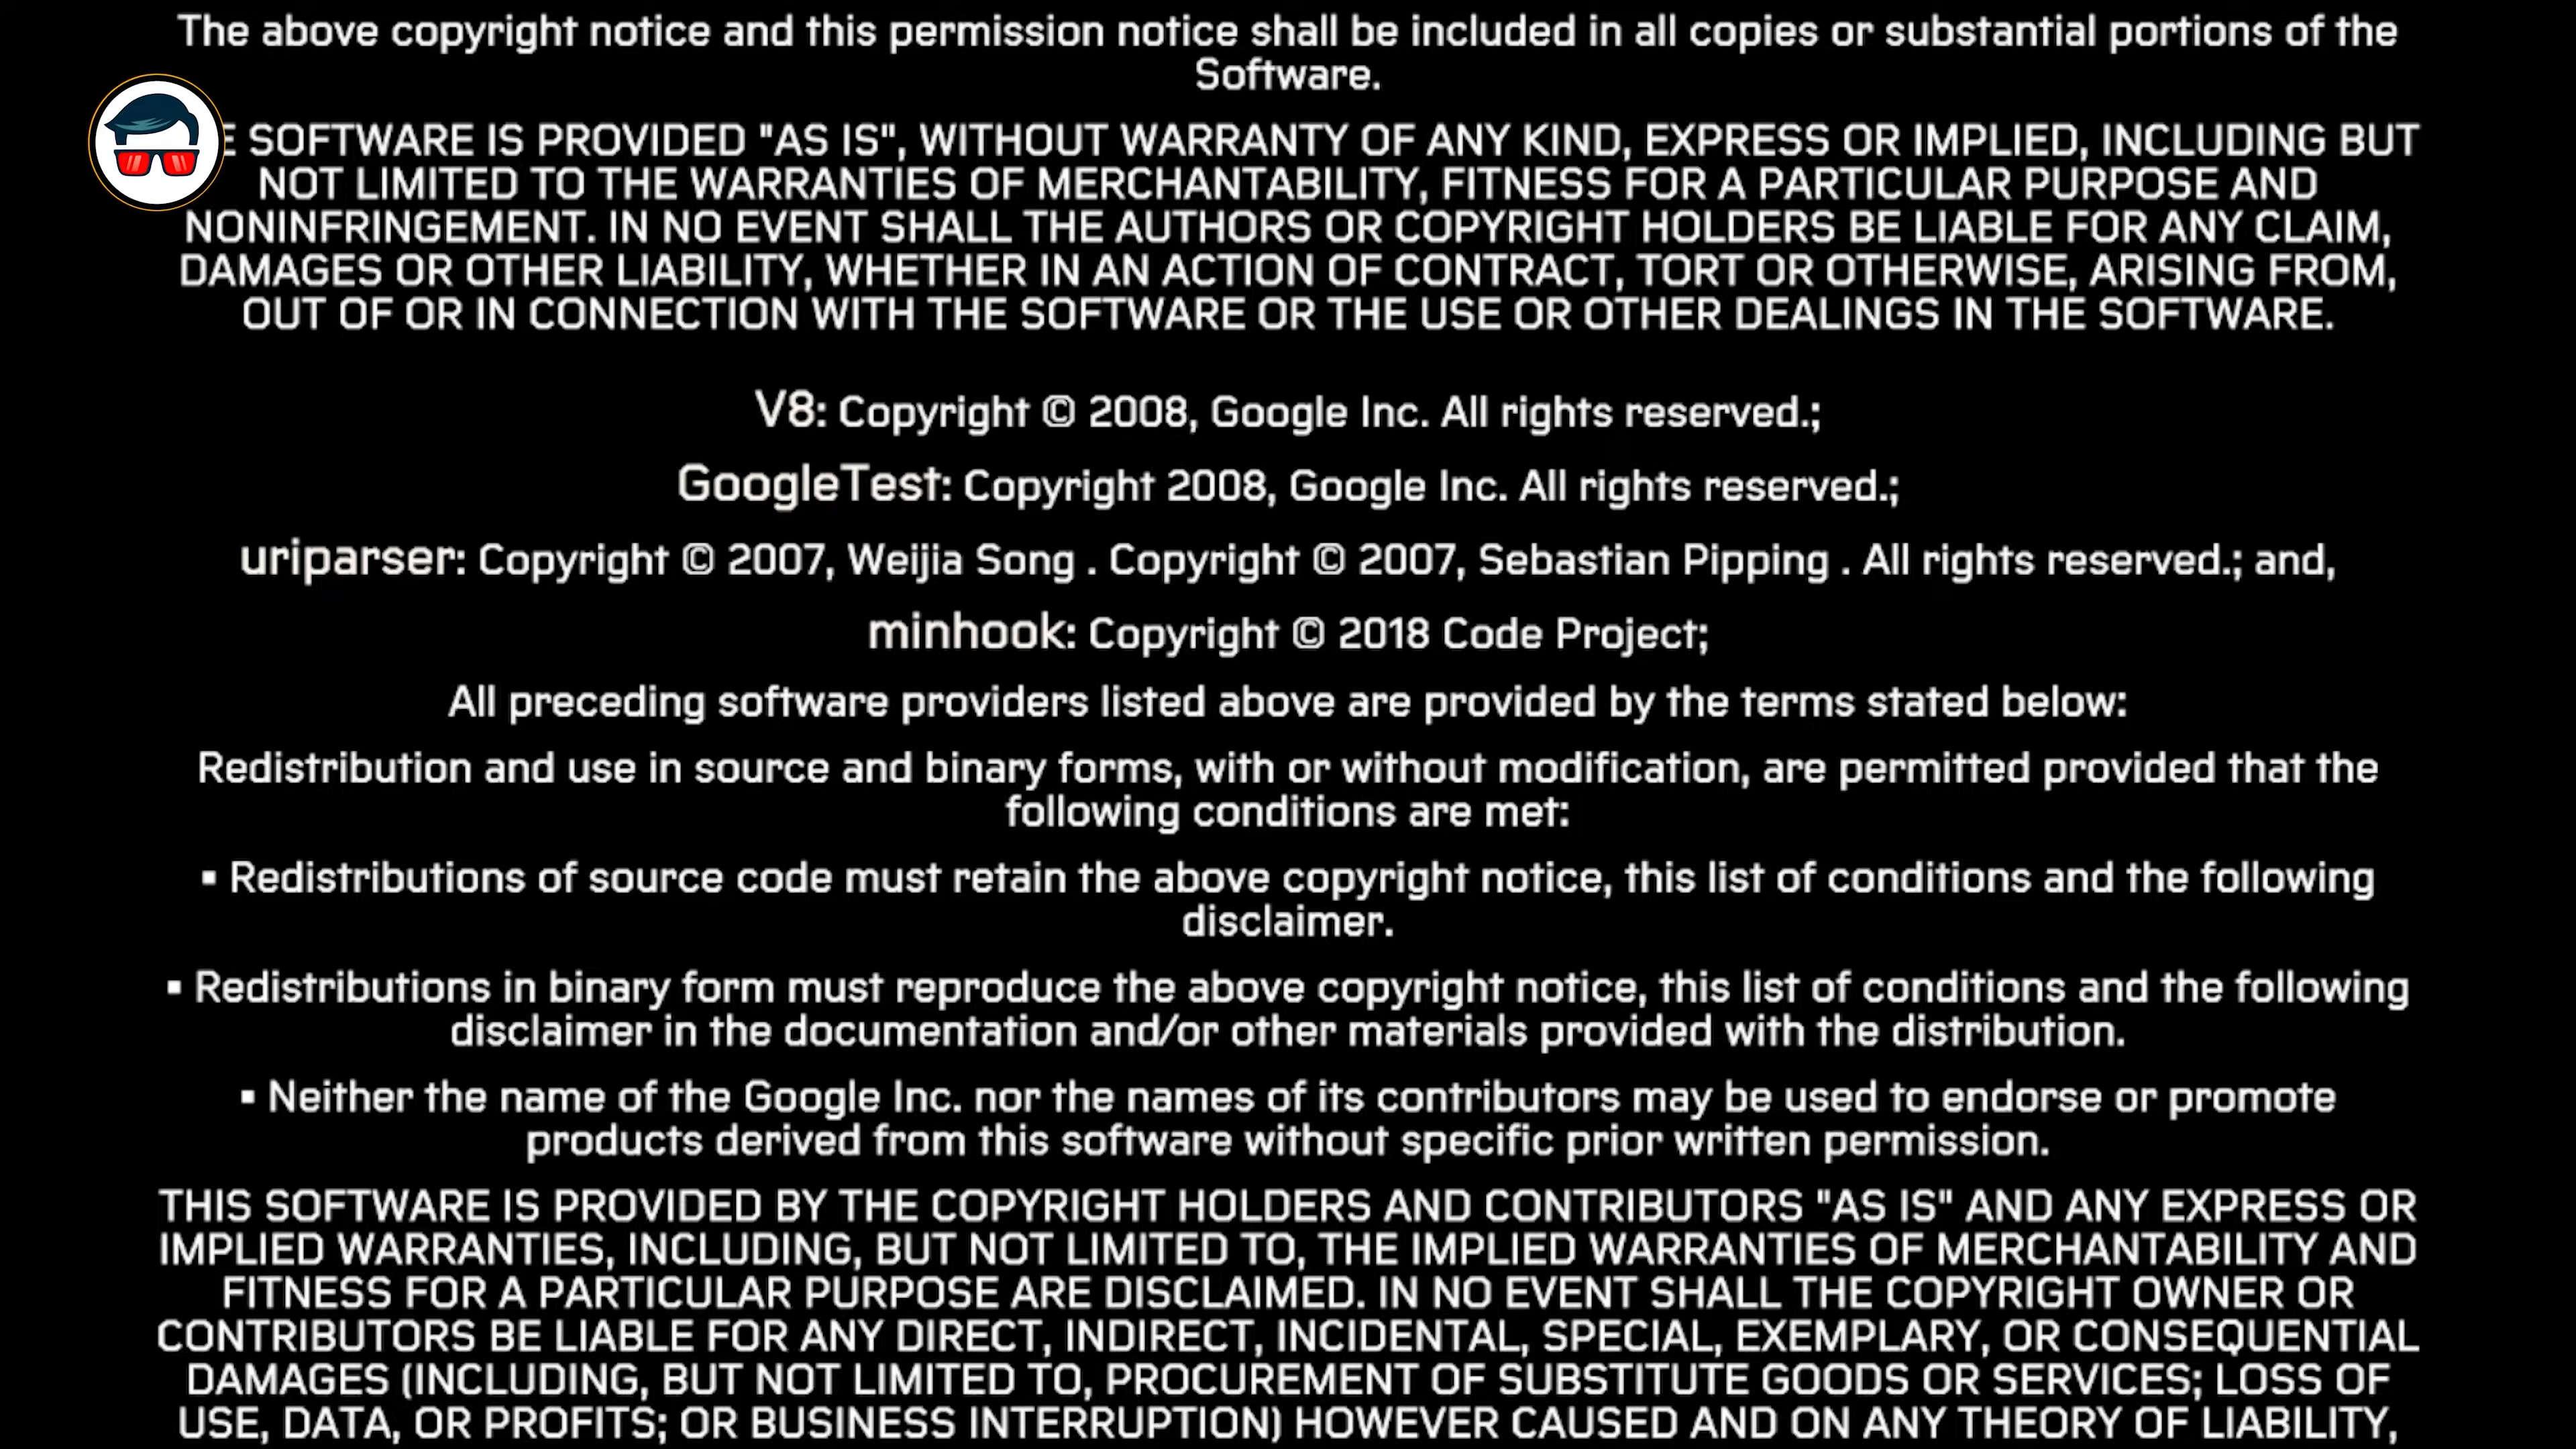 The above copyright notice and this permission notice shall be included in all copies or substantial portions of the
Software.
SOFTWARE IS PROVIDED "AS IS", WITHOUT WARRANTY OF ANY KIND, EXPRESS OR IMPLIED, INCLUDING BUT
NOT LIMITED TO THE WARRANTIES OF MERCHANTABILITY, FITNESS FOR A PARTICULAR PURPOSE AND
NONINFRINGEMENT. IN NO EVENT SHALL THE AUTHORS OR COPYRIGHT HOLDERS BE LIABLE FOR ANY CLAIM,
DAMAGES OR OTHER LIABILITY, WHETHER IN AN ACTION OF CONTRACT, TORT OR OTHERWISE, ARISING FROM,
OUT OF OR IN CONNECTION WITH THE SOFTWARE OR THE USE OR OTHER DEALINGS IN THE SOFTWARE.
V8: Copyright © 2008, Google Inc. All rights reserved.;
GoogleTest: Copyright 2008, Google Inc. All rights reserved.;
uriparser: Copyright © 2007, Weijia Song . Copyright © 2007, Sebastian Pipping . All rights reserved.; and,
minhook: Copyright © 2018 Code Project;
All preceding software providers listed above are provided by the terms stated below:
Redistribution and use in source and binary forms, with or without modification, are permitted provided that the
following conditions are met:
▪ Redistributions of source code must retain the above copyright notice, this list of conditions and the following
disclaimer.
▪ Redistributions in binary form must reproduce the above copyright notice, this list of conditions and the following
disclaimer in the documentation and/or other materials provided with the distribution.
▪ Neither the name of the Google Inc. nor the names of its contributors may be used to endorse or promote
products derived from this software without specific prior written permission.
THIS SOFTWARE IS PROVIDED BY THE COPYRIGHT HOLDERS AND CONTRIBUTORS "AS IS" AND ANY EXPRESS OR
IMPLIED WARRANTIES, INCLUDING, BUT NOT LIMITED TO, THE IMPLIED WARRANTIES OF MERCHANTABILITY AND
FITNESS FOR A PARTICULAR PURPOSE ARE DISCLAIMED. IN NO EVENT SHALL THE COPYRIGHT OWNER OR
CONTRIBUTORS BE LIABLE FOR ANY DIRECT, INDIRECT, INCIDENTAL, SPECIAL, EXEMPLARY, OR CONSEQUENTIAL
DAMAGES (INCLUDING, BUT NOT LIMITED TO, PROCUREMENT OF SUBSTITUTE GOODS OR SERVICES; LOSS OF
USE, DATA, OR PROFITS; OR BUSINESS INTERRUPTION) HOWEVER CAUSED AND ON ANY THEORY OF LIABILITY,